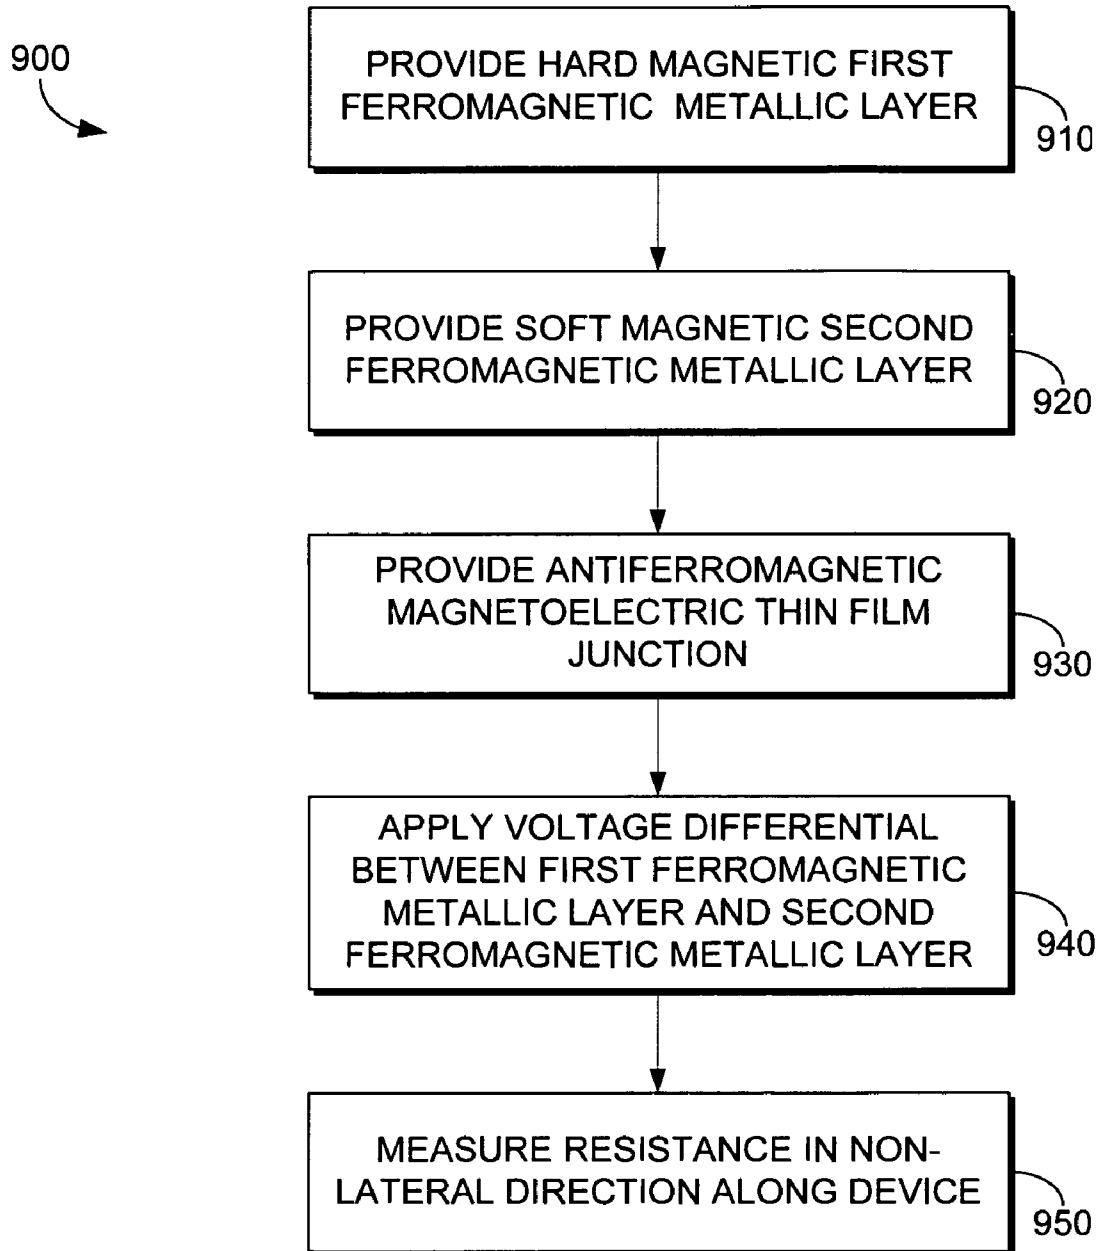 900
PROVIDE HARD MAGNETIC FIRST
FERROMAGNETIC METALLIC LAYER
910
PROVIDE SOFT MAGNETIC SECOND
FERROMAGNETIC METALLIC LAYER
920
PROVIDE ANTIFERROMAGNETIC
MAGNETOELECTRIC THIN FILM
JUNCTION
930
APPLY VOLTAGE DIFFERENTIAL
BETWEEN FIRST FERROMAGNETIC
METALLIC LAYER AND SECOND
FERROMAGNETIC METALLIC LAYER
940
MEASURE RESISTANCE IN NON-
LATERAL DIRECTION ALONG DEVICE
950